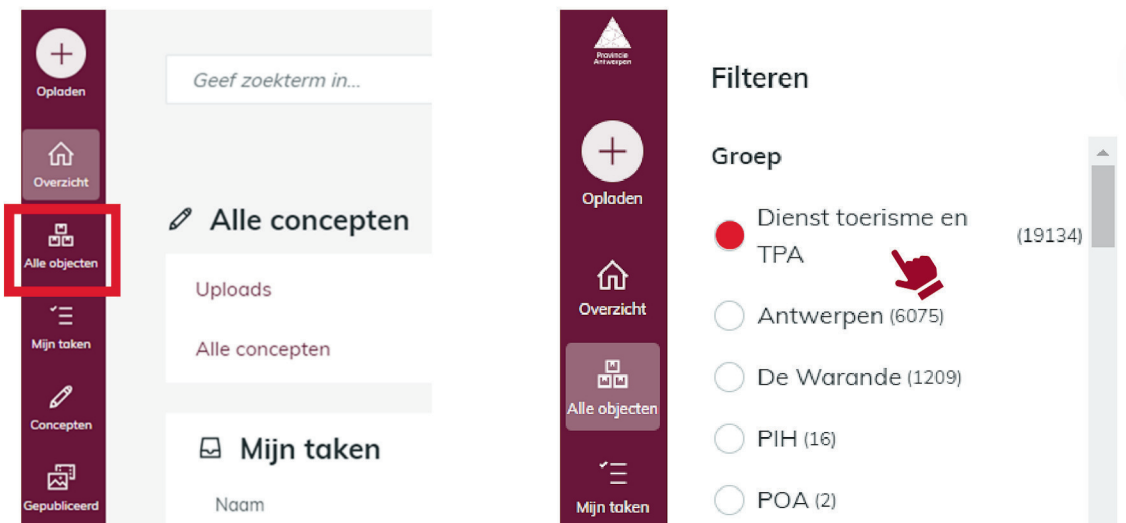 Opladen
Overzicht
Alle objecten
Mijn taken
Concepten
Gepubliceerd
Geef zoekterm in...
Alle concepten
Uploads
Alle concepten
Mijn taken
Naam
Provincie
Antwerpen
Opladen
Overzicht
Alle objecten
Mijn taken
Filteren
Groep
Dienst toerisme en
TPA (19134)
Antwerpen (6075)
De Warande (1209)
PIH (16)
POA (2)